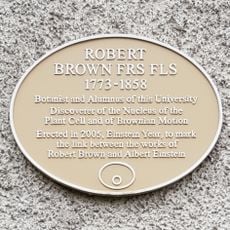 ROBERT
BROWN FRS FLS
1773-1858
Botanist and Alumnus of this University
Discoverer of the Nucleus of the
Plant Cell and of Brownian Motion
Erected in 2005, Einstein Year, to mark
the link between the works of
Robert Brown and Albert Einstein